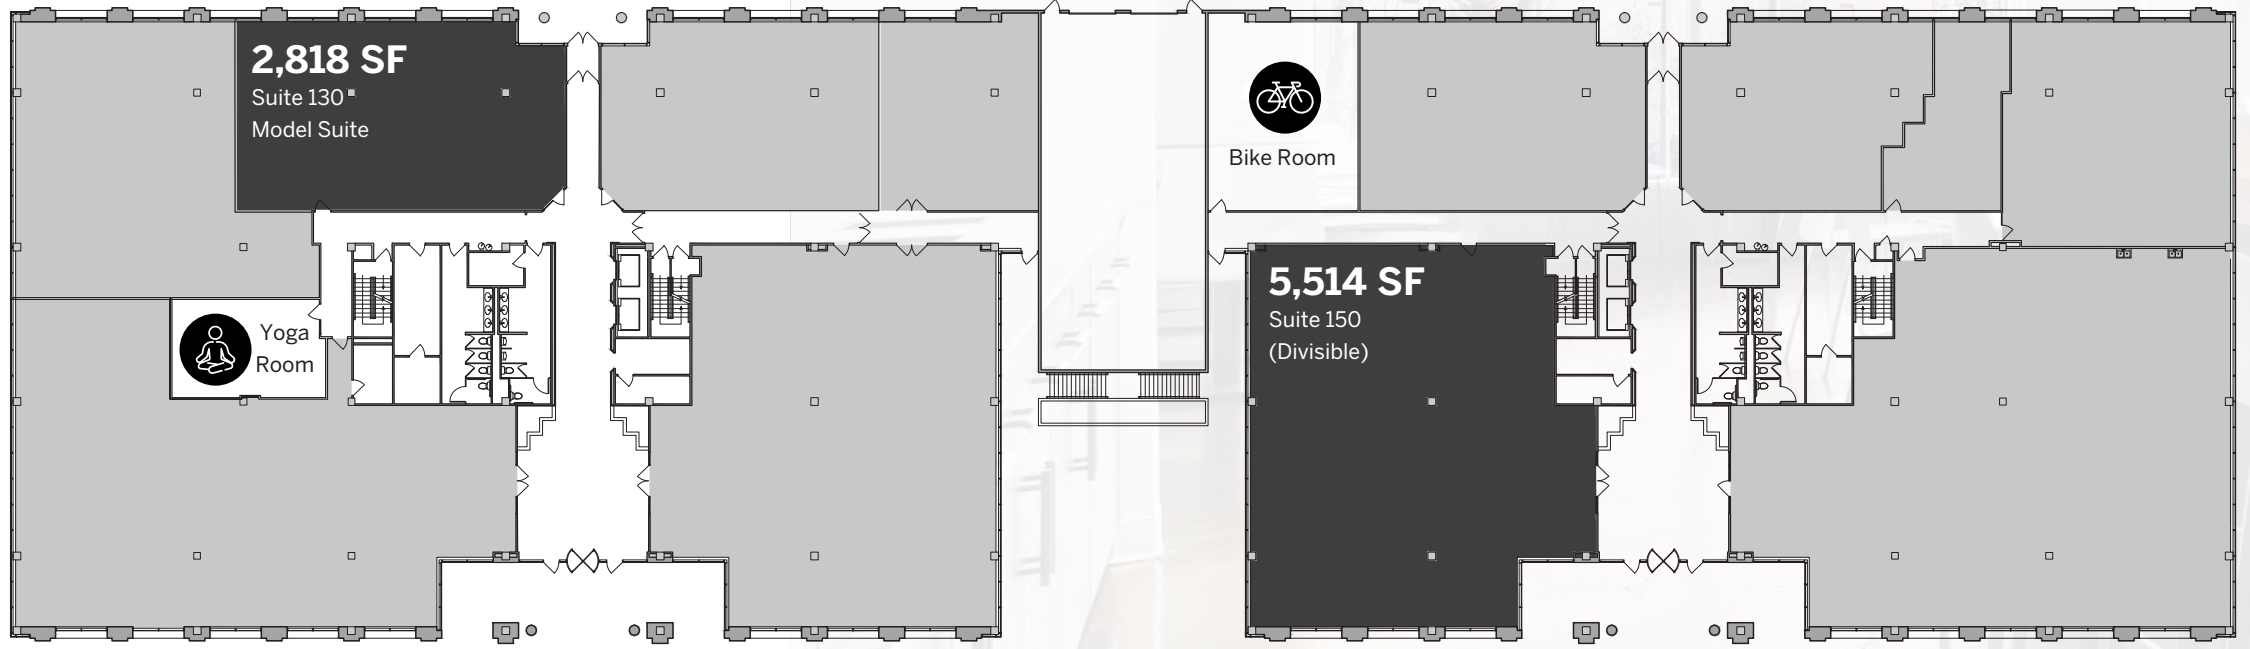 2,818 SF
Suite 130
Model Suite
Bike Room
5,514 SF
Suite 150
(Divisible)
Yoga
Room